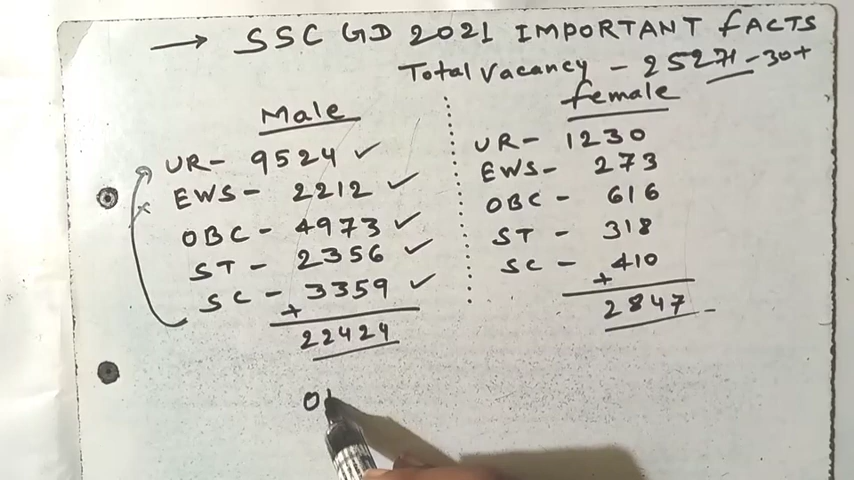 → SSC GD 2021 IMPORTANT FACTS
Total Vacancy - 25271 - 30+
Male
UR- 9524 ✓
EWS- 2212 ✓
OBC- 4973 ✓
ST- 2356 ✓
SC- 3359 ✓
+
22424
female
UR- 1230
EWS- 273
OBC - 616
ST - 318
SC - 410
+
2847